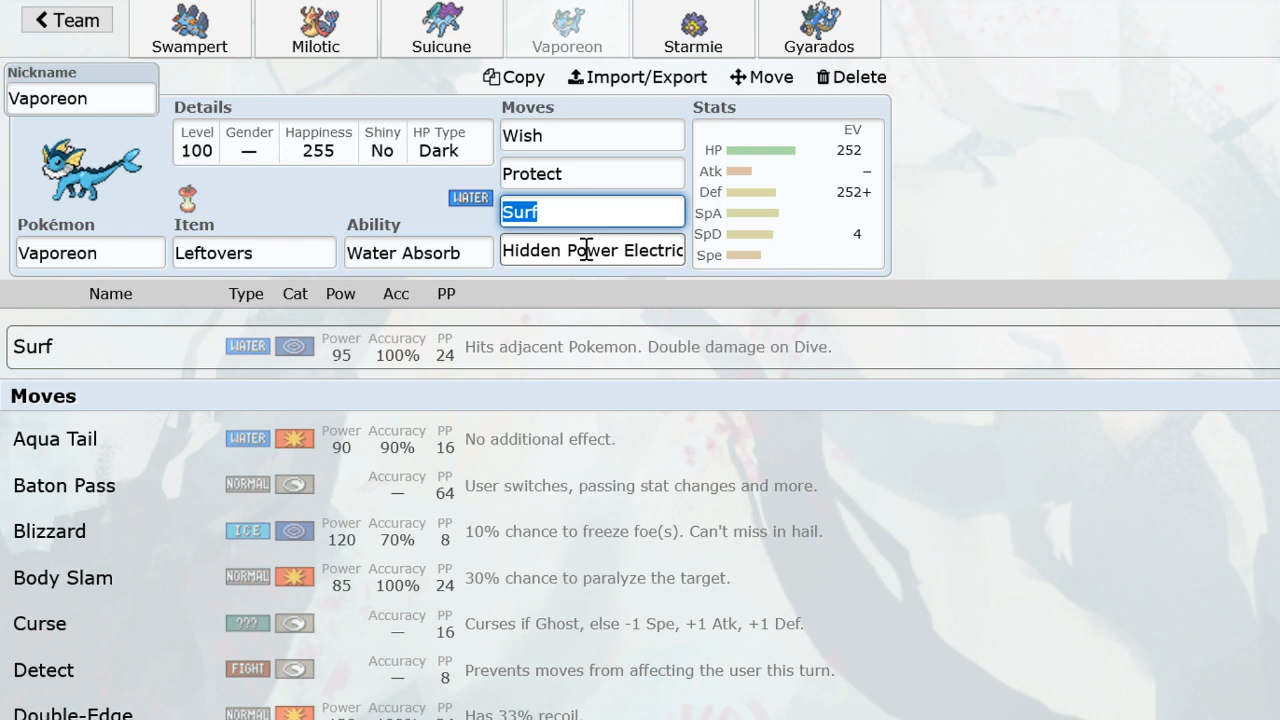 Team
Swampert
Milotic
Suicune
Vaporeon
Starmie
Gyarados
Nickname
Vaporeon
Copy
Import/Export
Move
Delete
Details
Level
100
Gender
—
Happiness
255
Shiny
No
HP Type
Dark
WATER
Pokémon
Vaporeon
Item
Leftovers
Ability
Water Absorb
Moves
Wish
Protect
Surf
Hidden Power Electric
Stats
EV
HP 252
Atk –
Def 252+
SpA
SpD 4
Spe
Name Type Cat Pow Acc PP
Surf WATER Power 95 Accuracy 100% PP 24 Hits adjacent Pokemon. Double damage on Dive.
Moves
Aqua Tail WATER Power 90 Accuracy 90% PP 16 No additional effect.
Baton Pass NORMAL Accuracy — PP 64 User switches, passing stat changes and more.
Blizzard ICE Power 120 Accuracy 70% PP 8 10% chance to freeze foe(s). Can't miss in hail.
Body Slam NORMAL Power 85 Accuracy 100% PP 24 30% chance to paralyze the target.
Curse ??? Accuracy — PP 16 Curses if Ghost, else -1 Spe, +1 Atk, +1 Def.
Detect FIGHT Accuracy — PP 8 Prevents moves from affecting the user this turn.
Double-Edge NORMAL Power Accuracy PP Has 33% recoil.